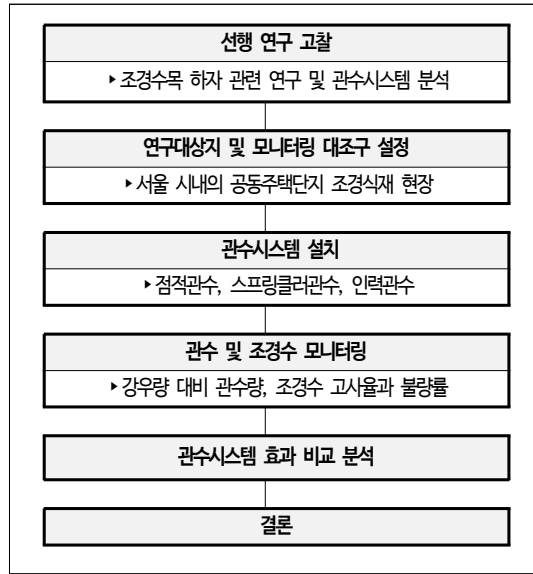 선행 연구 고찰
▸조경수목 하자 관련 연구 및 관수시스템 분석
연구대상지 및 모니터링 대조구 설정
▸서울 시내의 공동주택단지 조경식재 현장
관수시스템 설치
▸점적관수, 스프링클러관수, 인력관수
관수 및 조경수 모니터링
▸강우량 대비 관수량, 조경수 고사율과 불량률
관수시스템 효과 비교 분석
결론